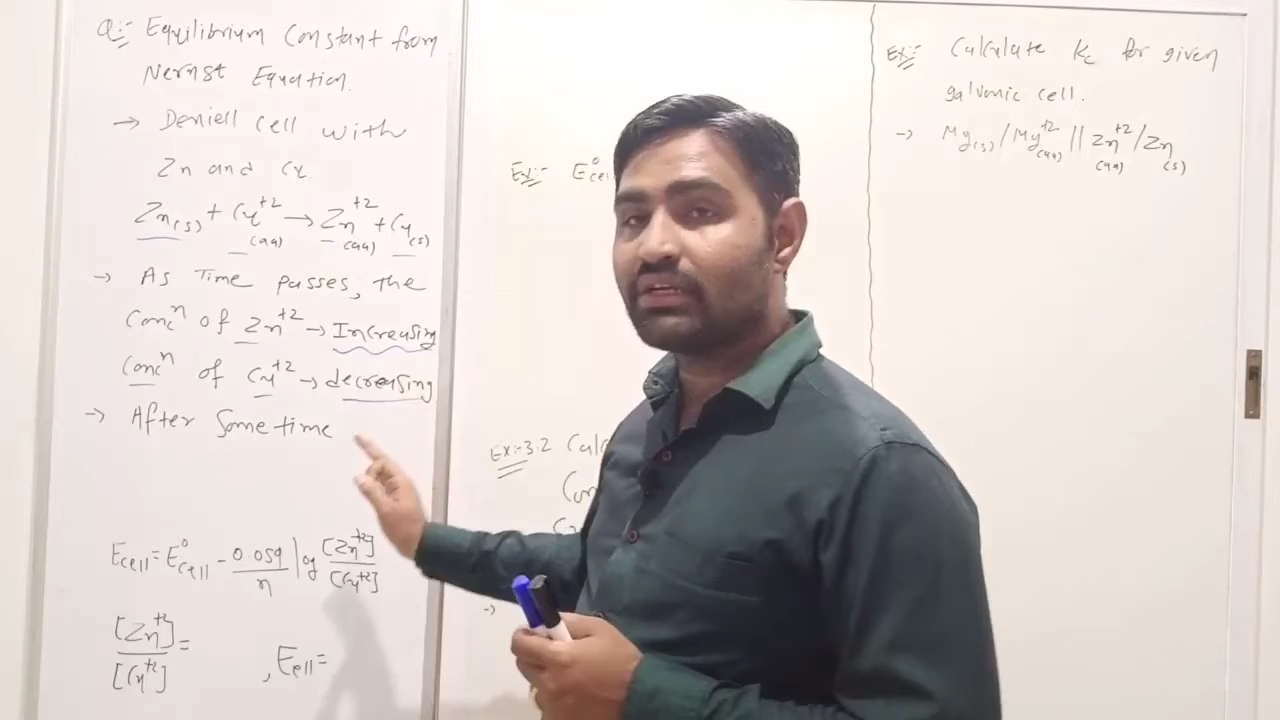 Q:- Equilibrium Constant from
Nernst Equation.
→ Deniell cell with
Zn and Cu
Zn(s) + Cu+2(aq) → Zn+2(aq) + Cu(s)
→ As Time passes, the
Concn of Zn+2 → Increasing
Concn of Cu+2 → decreasing
→ After Some time
Ecell = E0cell - 0.059/n log [Zn+2]/[Cu+2]
[Zn+2]/[Cu+2] = , Ecell =
Ex:- E0cell
Ex:-3.2 Calc
Con
→
Ex:- Calculate Kc for given
galvanic cell.
→ Mg(s)/Mg+2(aq) || Zn+2(aq)/Zn(s)